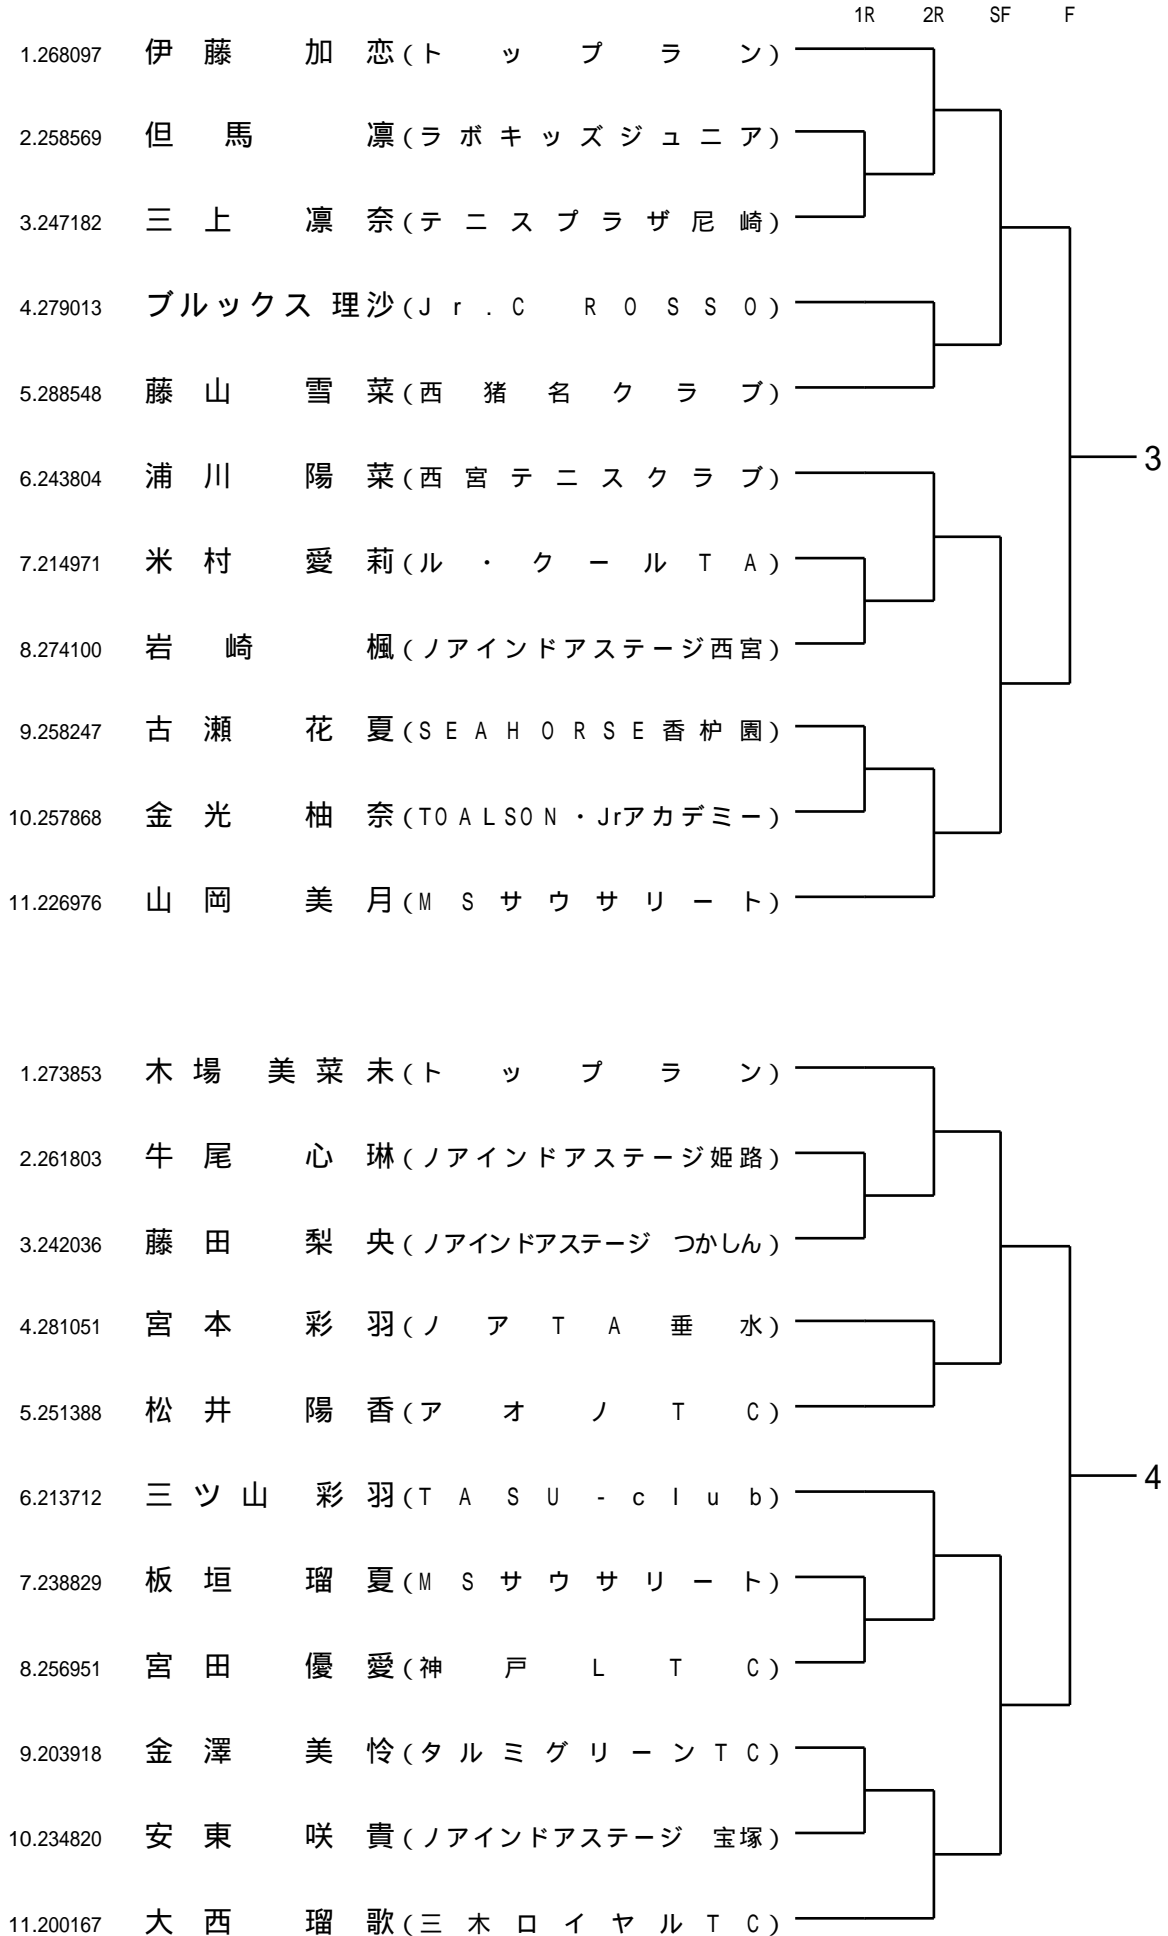 1R 2R SF F
1.268097 伊藤 加恋(トップラン)
2.258569 但馬 凛(ラボキッズジュニア)
3.247182 三上 凛奈(テニスプラザ尼崎)
4.279013 ブルックス 理沙(Jr.C ROSSO)
5.288548 藤山 雪菜(西猪名クラブ)
3
6.243804 浦川 陽菜(西宮テニスクラブ)
7.214971 米村 愛莉(ル・クールTA)
8.274100 岩崎 楓(ノアインドアステージ西宮)
9.258247 古瀬 花夏(SEAHORSE香枦園)
10.257868 金光 柚奈(TOALSON・Jrアカデミー)
11.226976 山岡 美月(MSサウサリート)
1.273853 木場 美菜未(トップラン)
2.261803 牛尾 心琳(ノアインドアステージ姫路)
3.242036 藤田 梨央(ノアインドアステージ つかしん)
4.281051 宮本 彩羽(ノアTA垂水)
5.251388 松井 陽香(アオノTC)
4
6.213712 三ツ山 彩羽(TASU-club)
7.238829 板垣 瑠夏(MSサウサリート)
8.256951 宮田 優愛(神戸LTC)
9.203918 金澤 美怜(タルミグリーンTC)
10.234820 安東 咲貴(ノアインドアステージ 宝塚)
11.200167 大西 瑠歌(三木ロイヤルTC)